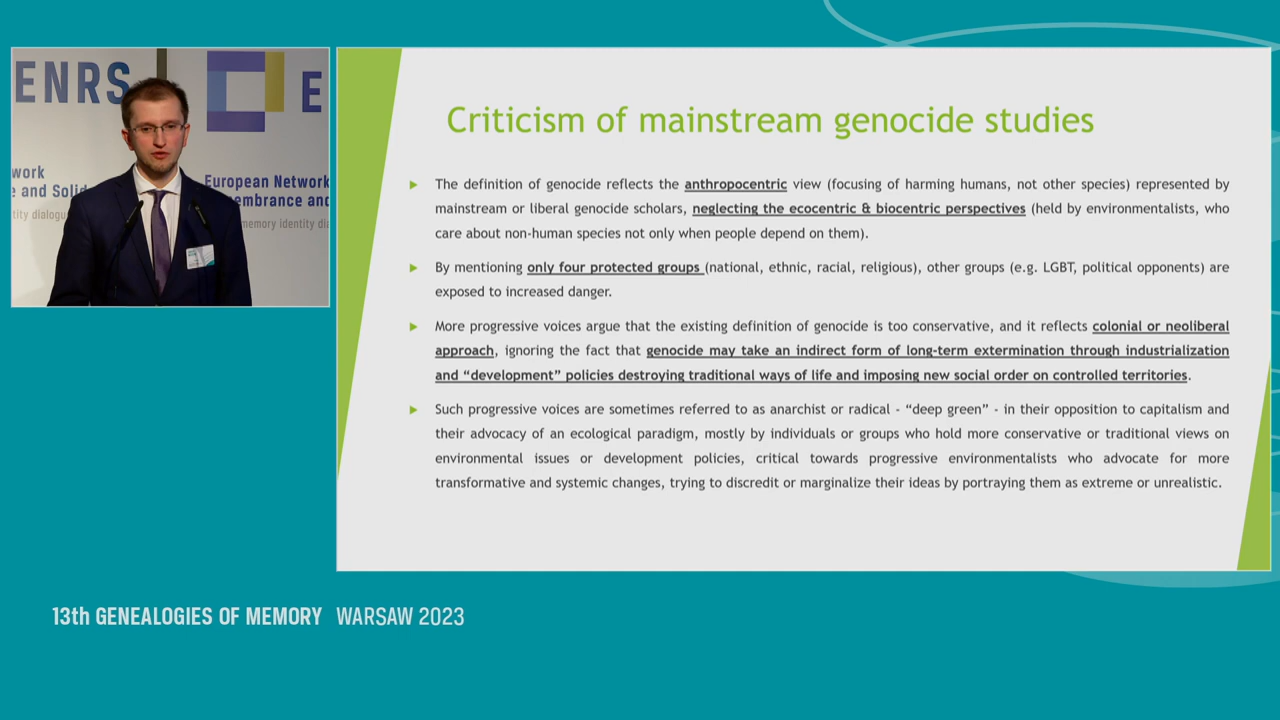 ENRS
E
work
e and Solid
tity dialogu
European Network
embrance and
memory identity dia
Criticism of mainstream genocide studies
The definition of genocide reflects the anthropocentric view (focusing of harming humans, not other species) represented by
mainstream or liberal genocide scholars, neglecting the ecocentric & biocentric perspectives (held by environmentalists, who
care about non-human species not only when people depend on them).
By mentioning only four protected groups (national, ethnic, racial, religious), other groups (e.g. LGBT, political opponents) are
exposed to increased danger.
More progressive voices argue that the existing definition of genocide is too conservative, and it reflects colonial or neoliberal
approach, ignoring the fact that genocide may take an indirect form of long-term extermination through industrialization
and “development” policies destroying traditional ways of life and imposing new social order on controlled territories.
Such progressive voices are sometimes referred to as anarchist or radical - “deep green” - in their opposition to capitalism and
their advocacy of an ecological paradigm, mostly by individuals or groups who hold more conservative or traditional views on
environmental issues or development policies, critical towards progressive environmentalists who advocate for more
transformative and systemic changes, trying to discredit or marginalize their ideas by portraying them as extreme or unrealistic.
13th GENEALOGIES OF MEMORY WARSAW 2023